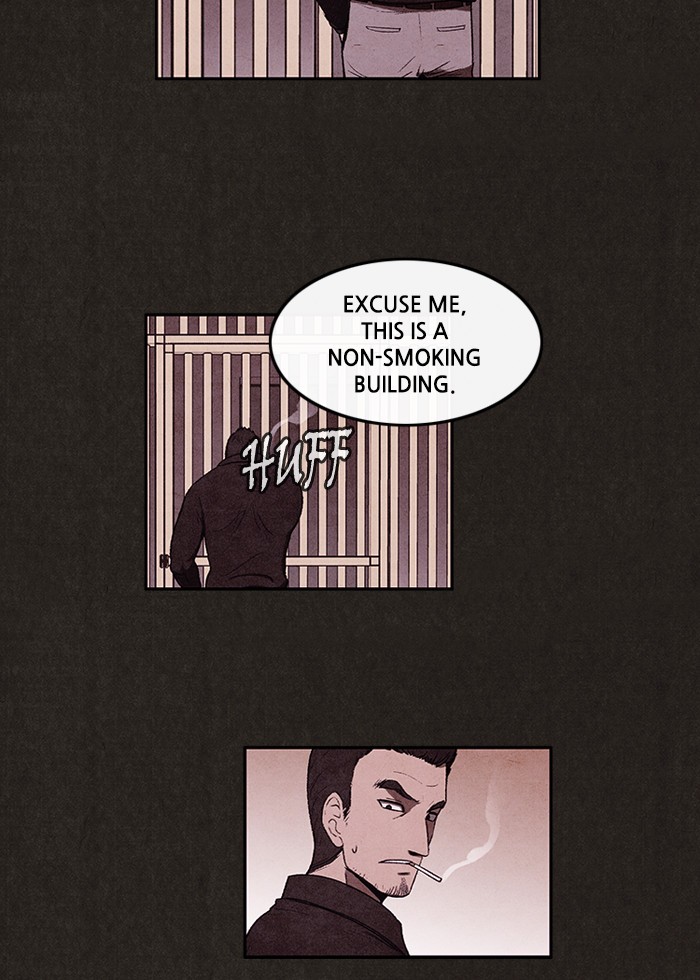 EXCUSE ME,
THIS IS A
NON-SMOKING
BUILDING.
HUFF